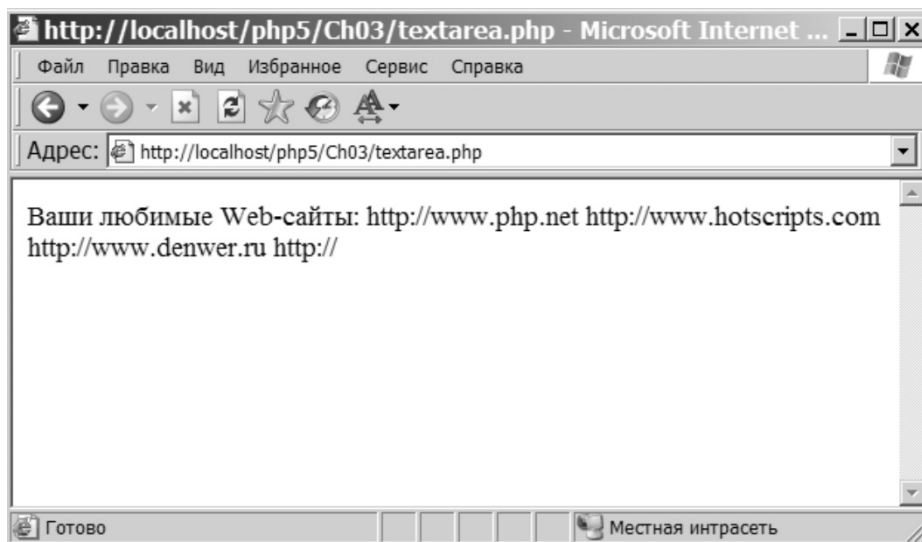 http://localhost/php5/Ch03/textarea.php - Microsoft Internet ...
Файл Правка Вид Избранное Сервис Справка
Адрес: http://localhost/php5/Ch03/textarea.php
Ваши любимые Web-сайты: http://www.php.net http://www.hotscripts.com
http://www.denwer.ru http://
Готово Местная интрасеть